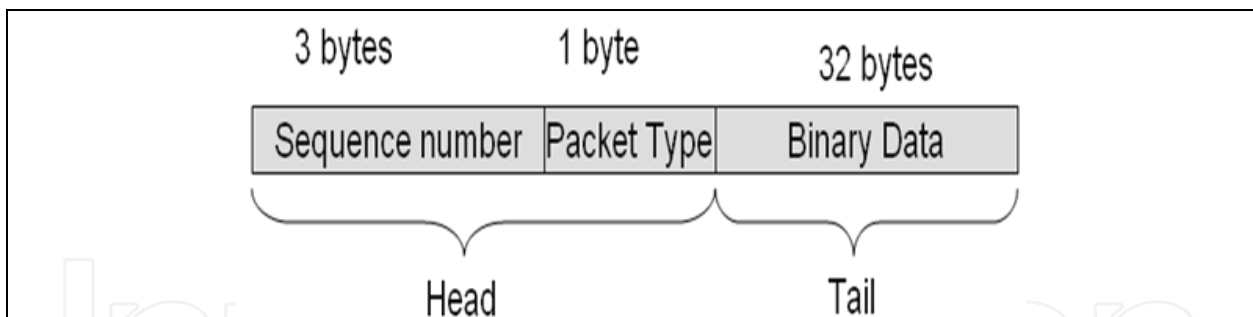 3 bytes 1 byte 32 bytes
Sequence number Packet Type Binary Data
Head Tail